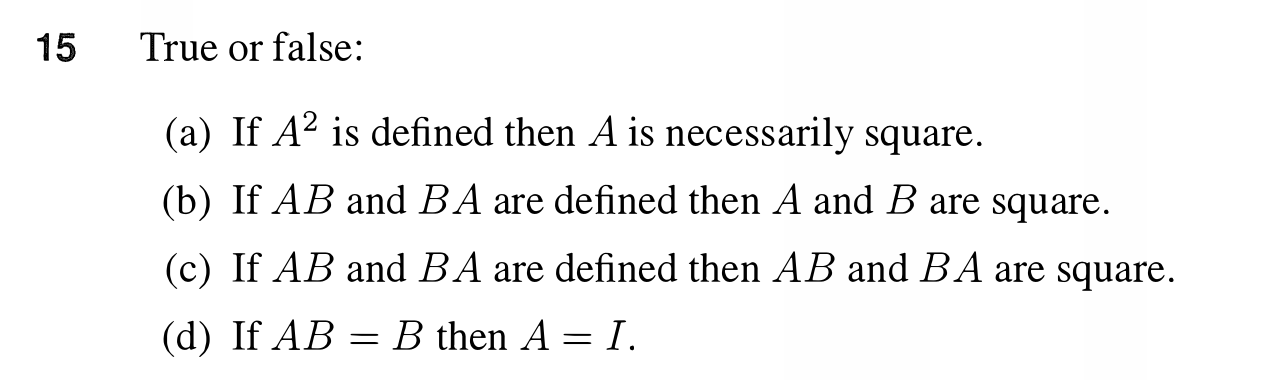 15 True or false:
(a) If A² is defined then A is necessarily square.
(b) If AB and BA are defined then A and B are square.
(c) If AB and BA are defined then AB and BA are square.
(d) If AB = B then A = I.